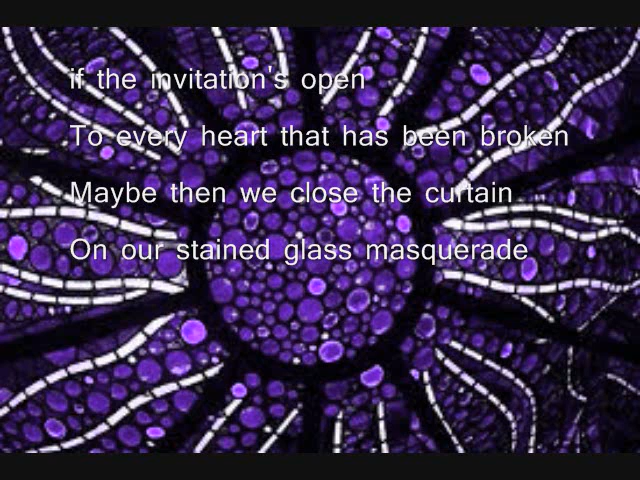 if the invitation's open
To every heart that has been broken
Maybe then we close the curtain
On our stained glass masquerade